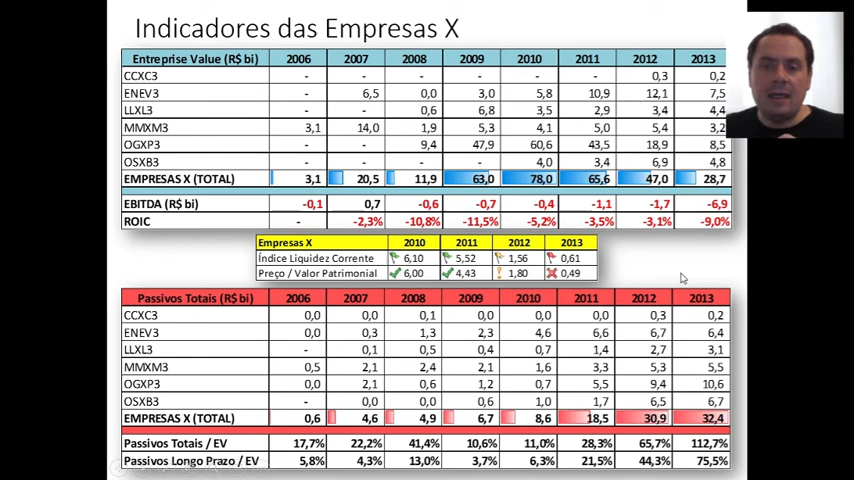 Indicadores das Empresas X
Entreprise Value (R$ bi) 2006 2007 2008 2009 2010 2011 2012 2013
CCXC3 - - - - - - 0,3 0,2
ENEV3 - 6,5 0,0 3,0 5,8 10,9 12,1 7,5
LLXL3 - - 0,6 6,8 3,5 2,9 3,4 4,4
MMXM3 3,1 14,0 1,9 5,3 4,1 5,0 5,4 3,2
OGXP3 - - 9,4 47,9 60,6 43,5 18,9 8,5
OSXB3 - - - - 4,0 3,4 6,9 4,8
EMPRESAS X (TOTAL) 3,1 20,5 11,9 63,0 78,0 65,6 47,0 28,7
EBITDA (R$ bi) -0,1 0,7 -0,6 -0,7 -0,4 -1,1 -1,7 -6,9
ROIC - -2,3% -10,8% -11,5% -5,2% -3,5% -3,1% -9,0%
Empresas X 2010 2011 2012 2013
Índice Liquidez Corrente 6,10 5,52 1,56 0,61
Preço / Valor Patrimonial 6,00 4,43 1,80 0,49
Passivos Totais (R$ bi) 2006 2007 2008 2009 2010 2011 2012 2013
CCXC3 0,0 0,0 0,1 0,0 0,0 0,0 0,3 0,2
ENEV3 0,0 0,3 1,3 2,3 4,6 6,6 6,7 6,4
LLXL3 - 0,1 0,5 0,4 0,7 1,4 2,7 3,1
MMXM3 0,5 2,1 2,4 2,1 1,6 3,3 5,3 5,5
OGXP3 0,0 2,1 0,6 1,2 0,7 5,5 9,4 10,6
OSXB3 - 0,0 0,0 0,6 1,0 1,7 6,5 6,7
EMPRESAS X (TOTAL) 0,6 4,6 4,9 6,7 8,6 18,5 30,9 32,4
Passivos Totais / EV 17,7% 22,2% 41,4% 10,6% 11,0% 28,3% 65,7% 112,7%
Passivos Longo Prazo / EV 5,8% 4,3% 13,0% 3,7% 6,3% 21,5% 44,3% 75,5%